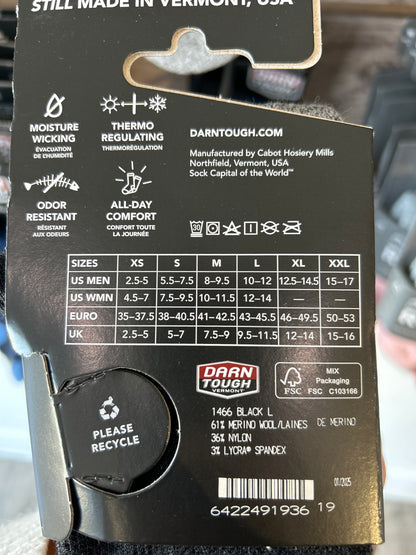 STILL MADE IN VERMONT, USA
MOISTURE
WICKING
ÉVACUATION
DE L'HUMIDITÉ
THERMO
REGULATING
THERMORÉGULATION
ODOR
RESISTANT
RÉSISTANT
AUX ODEURS
ALL-DAY
COMFORT
CONFORT TOUTE
LA JOURNÉE
DARNTOUGH.COM
Manufactured by Cabot Hosiery Mills
Northfield, Vermont, USA
Sock Capital of the World™
30
SIZES XS S M L XL XXL
US MEN 2.5-5 5.5-7.5 8–9.5 10–12 12.5–14.5 15–17
US WMN 4.5–7 7.5–9.5 10–11.5 12–14 — —
EURO 35–37.5 38–40.5 41– 42.5 43–45.5 46–49.5 50–53
UK 2.5–5 5–7 7.5–9 9.5–11.5 12–14 15–16
PLEASE
RECYCLE
DARN
TOUGH
VERMONT
FSC
MIX
Packaging
FSC C103166
1466 BLACK L
61% MERINO WOOL/LAINES DE MERINO
36% NYLON
3% LYCRA® SPANDEX
01/2025
6422491936 19